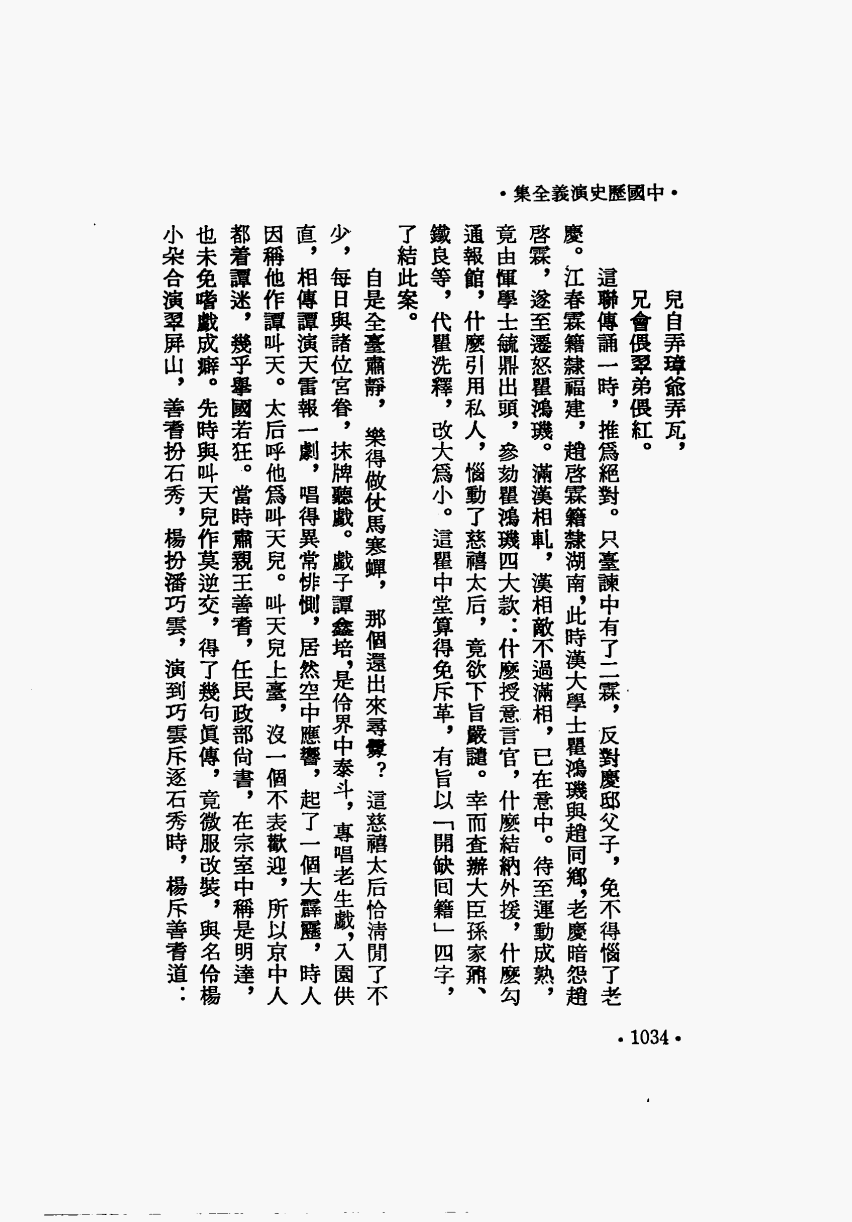 •中國歷史演義全集•
兒自弄璋爺弄瓦，
兄會偎翠弟偎紅。
這聯傳誦一時，推爲絕對。只臺諫中有了二霖，反對慶邸父子，免不得惱了老
慶。江春霖籍隸福建，趙啓霖籍隸湖南，此時漢大學士瞿鴻璣與趙同鄉，老慶暗怨趙
啓霖，遂至遷怒瞿鴻璣。滿漢相軋，漢相敵不過滿相，已在意中。待至運動成熟，
竟由惲學士毓鼎出頭，參劾瞿鴻璣四大款：什麼授意言官，什麼結納外援，什麼勾
通報館，什麼引用私人，惱動了慈禧太后，竟欲下旨嚴譴。幸而査辦大臣孫家鼐、
鐵良等，代瞿洗釋，改大爲小。這瞿中堂算得免斥革，有旨以「開缺囘籍」四字，
了結此案。
自是全臺肅靜，樂得做仗馬寒蟬，那個還出來尋釁？這慈禧太后恰淸閒了不
少，每日與諸位宮眷，抹牌聽戲。戲子譚鑫培，是伶界中泰斗，專唱老生戲，入園供
直，相傳譚演天雷報一劇，唱得異常悱惻，居然空中應響，起了一個大霹靂，時人
因稱他作譚叫天。太后呼他爲叫天兒。叫天兒上臺，沒一個不表歡迎，所以京中人
都着譚迷，幾乎舉國若狂。當時肅親王善耆，任民政部尙書，在宗室中稱是明達，
也未免嗜戲成癖。先時與叫天兒作莫逆交，得了幾句眞傳，竟微服改裝，與名伶楊
小朶合演翠屏山，善耆扮石秀，楊扮潘巧雲，演到巧雲斥逐石秀時，楊斥善耆道：
•1034•